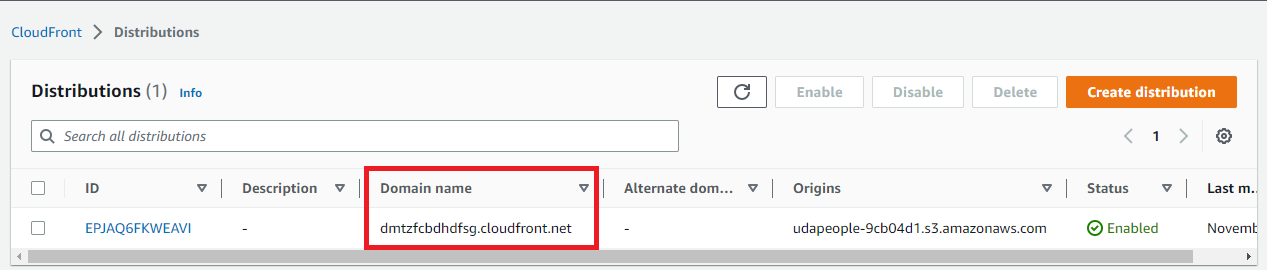 CloudFront > Distributions
Distributions (1) Info Enable Disable Delete Create distribution
Search all distributions 1
ID Description Domain name Alternate dom... Origins Status Last m...
EPJAQ6FKWEAVI - dmtzfcbdhdfsg.cloudfront.net - udapeople-9cb04d1.s3.amazonaws.com Enabled Novemb